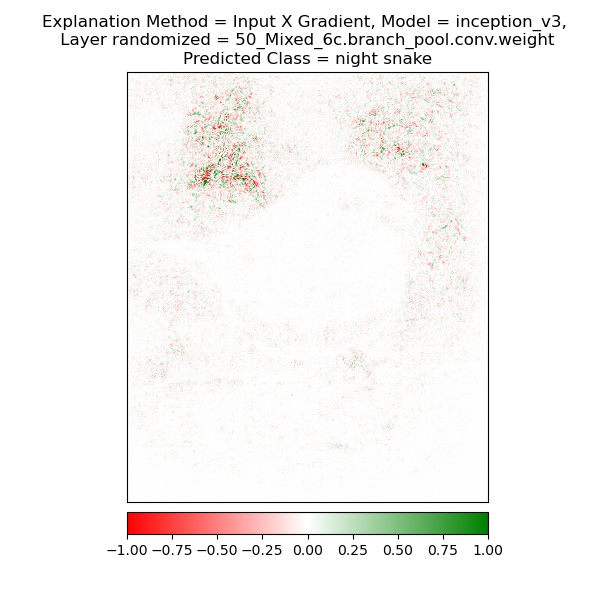 Explanation Method = Input X Gradient, Model = inception_v3,
Layer randomized = 50_Mixed_6c.branch_pool.conv.weight
Predicted Class = night snake
−1.00 −0.75 −0.50 −0.25 0.00 0.25 0.50 0.75 1.00